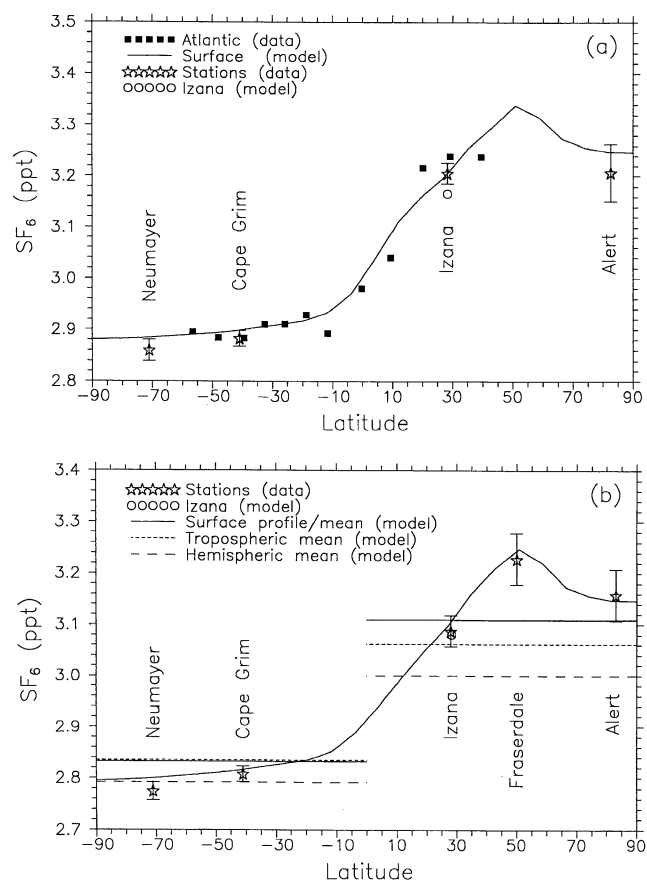 3.5
3.4
3.3
3.2
3.1
3.0
2.9
2.8
SF6 (ppt)
(a)
Atlantic (data)
Surface (model)
Stations (data)
Izana (model)
Neumayer
Cape Grim
Izana
Alert
-90 -70 -50 -30 -10 10 30 50 70 90
Latitude
3.4
3.3
3.2
3.1
3.0
2.9
2.8
2.7
SF6 (ppt)
(b)
Stations (data)
Izana (model)
Surface profile/mean (model)
Tropospheric mean (model)
Hemispheric mean (model)
Neumayer
Cape Grim
Izana
Fraserdale
Alert
-90 -70 -50 -30 -10 10 30 50 70 90
Latitude